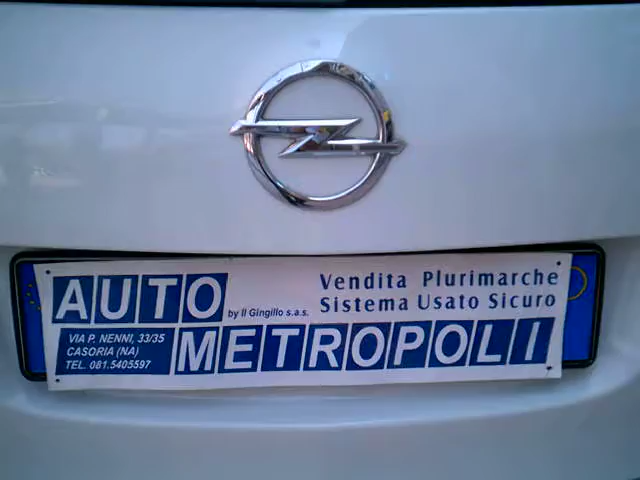 AUTO
by Il Gingillo s.a.s.
Vendita Plurimarche
Sistema Usato Sicuro
VIA P. NENNI, 33/35
CASORIA (NA)
TEL. 081.5405597
METROPOLI